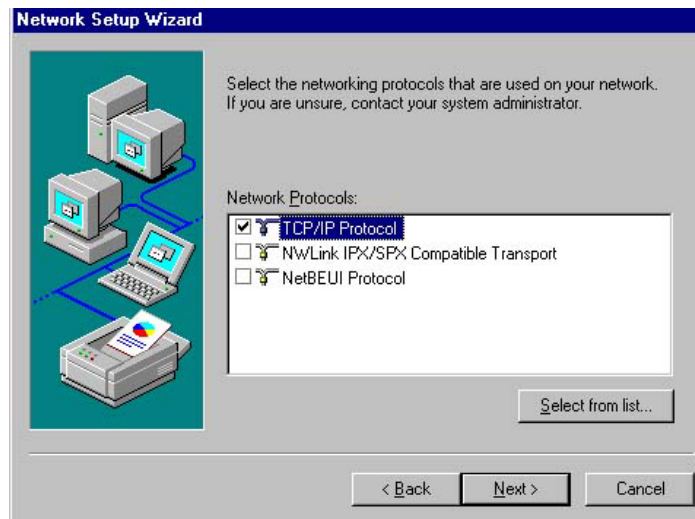 Network Setup Wizard
Select the networking protocols that are used on your network.
If you are unsure, contact your system administrator.
Network Protocols:
TCP/IP Protocol
NWLink IPX/SPX Compatible Transport
NetBEUI Protocol
Select from list...
< Back
Next >
Cancel